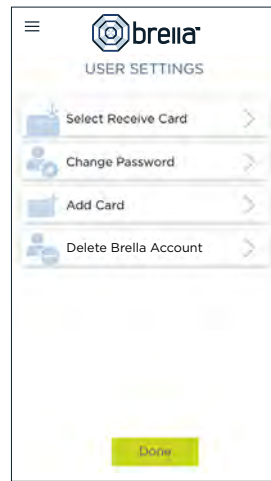 brella
USER SETTINGS
Select Receive Card
Change Password
Add Card
Delete Brella Account
Done